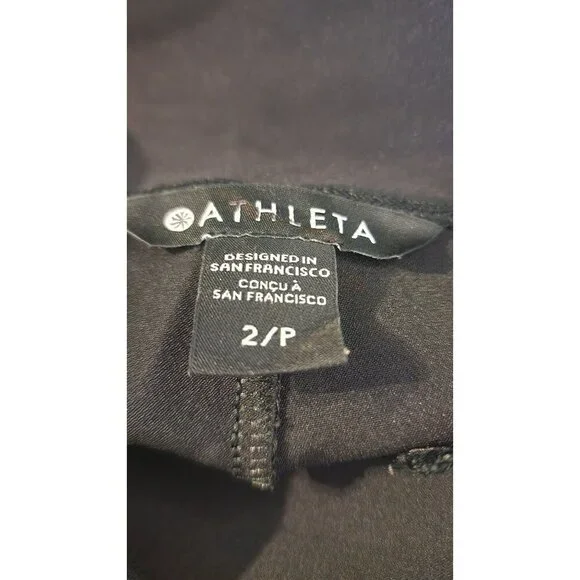 ATHLETA
DESIGNED IN
SAN FRANCISCO
CONÇU À
SAN FRANCISCO
2/P